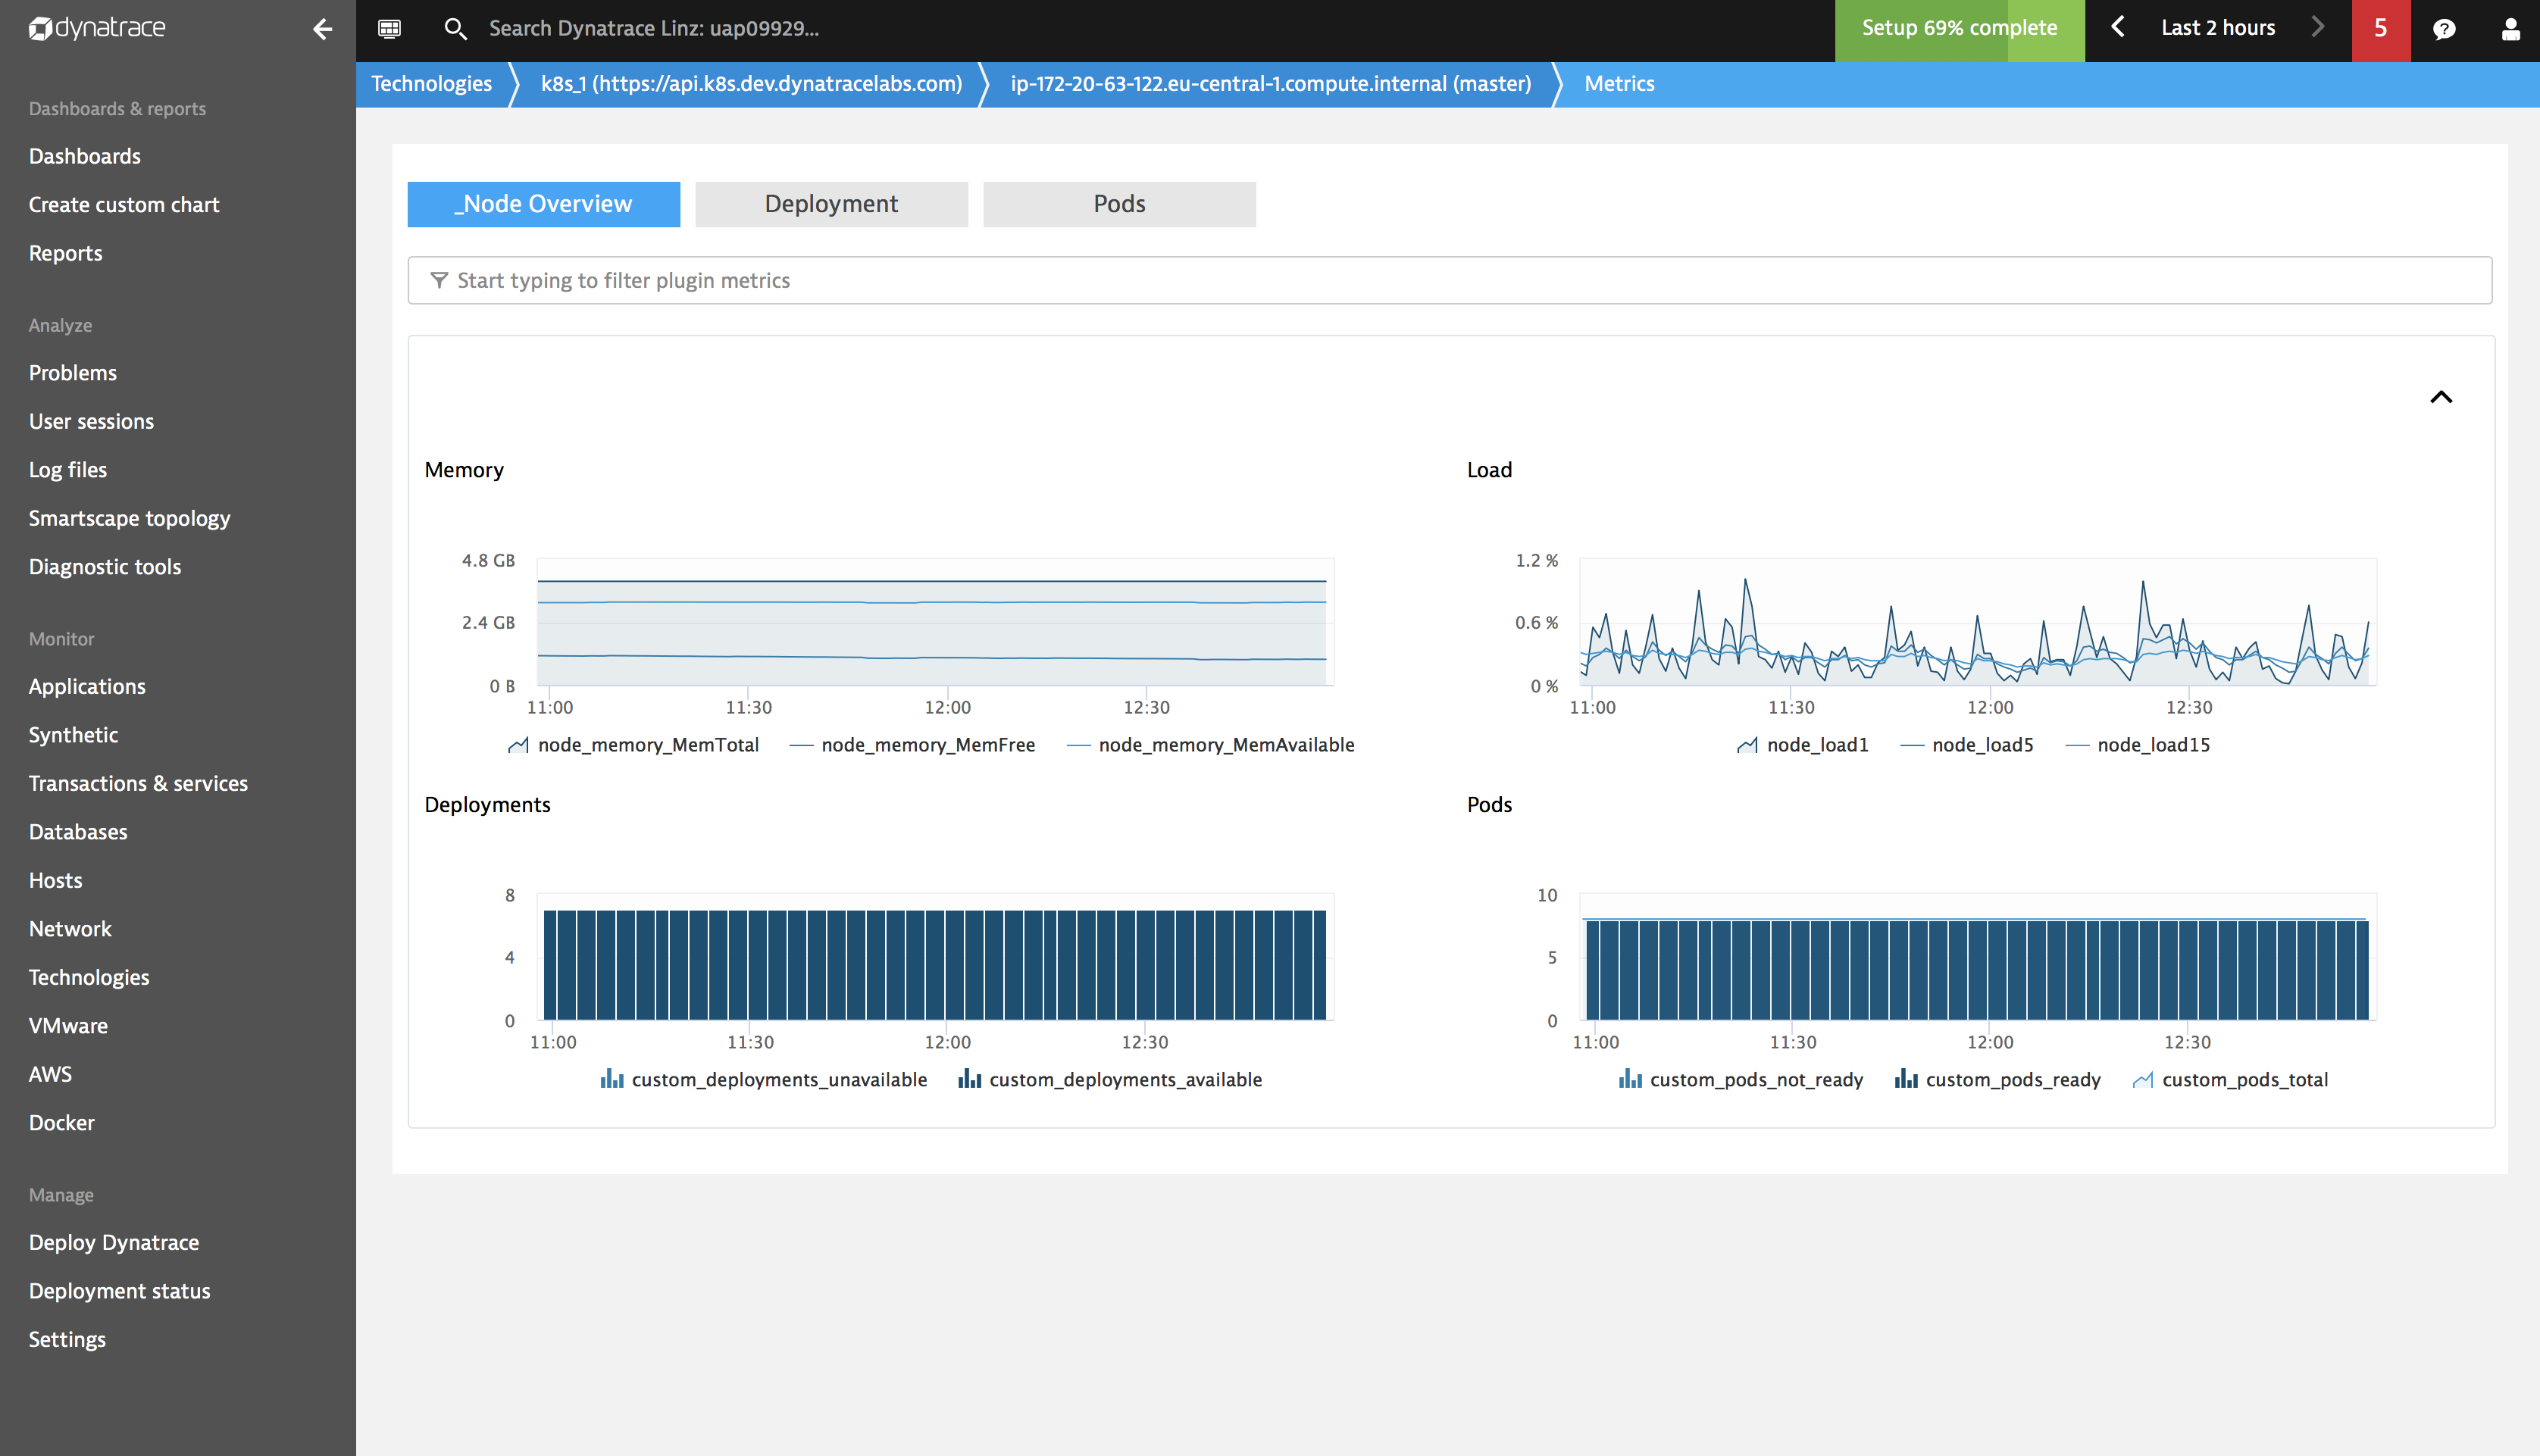 dynatrace
Search Dynatrace Linz: uap09929...
Setup 69% complete
Last 2 hours
5
?
Technologies
k8s_1 (https://api.k8s.dev.dynatracelabs.com)
ip-172-20-63-122.eu-central-1.compute.internal (master)
Metrics
Dashboards & reports
Dashboards
Create custom chart
Reports
Analyze
Problems
User sessions
Log files
Smartscape topology
Diagnostic tools
Monitor
Applications
Synthetic
Transactions & services
Databases
Hosts
Network
Technologies
VMware
AWS
Docker
Manage
Deploy Dynatrace
Deployment status
Settings
_Node Overview
Deployment
Pods
Start typing to filter plugin metrics
Memory
4.8 GB
2.4 GB
0 B
11:00 11:30 12:00 12:30
node_memory_MemTotal node_memory_MemFree node_memory_MemAvailable
Load
1.2 %
0.6 %
0 %
11:00 11:30 12:00 12:30
node_load1 node_load5 node_load15
Deployments
8
4
0
11:00 11:30 12:00 12:30
custom_deployments_unavailable custom_deployments_available
Pods
10
5
0
11:00 11:30 12:00 12:30
custom_pods_not_ready custom_pods_ready custom_pods_total